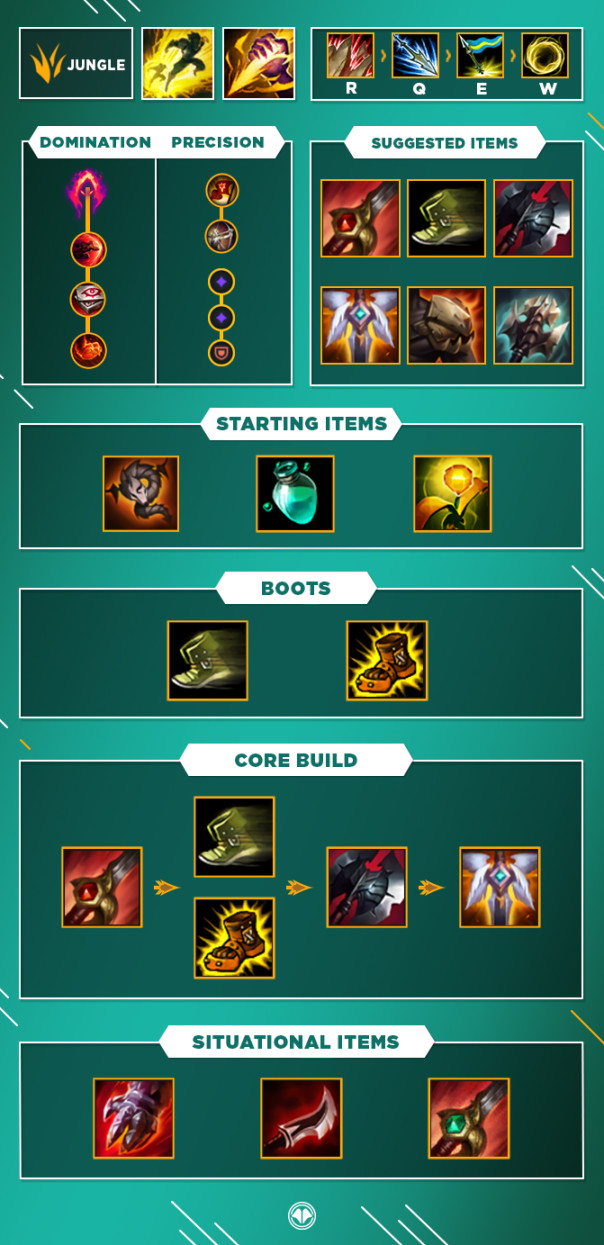 JUNGLE
R
Q
E
W
DOMINATION
PRECISION
SUGGESTED ITEMS
STARTING ITEMS
BOOTS
CORE BUILD
SITUATIONAL ITEMS